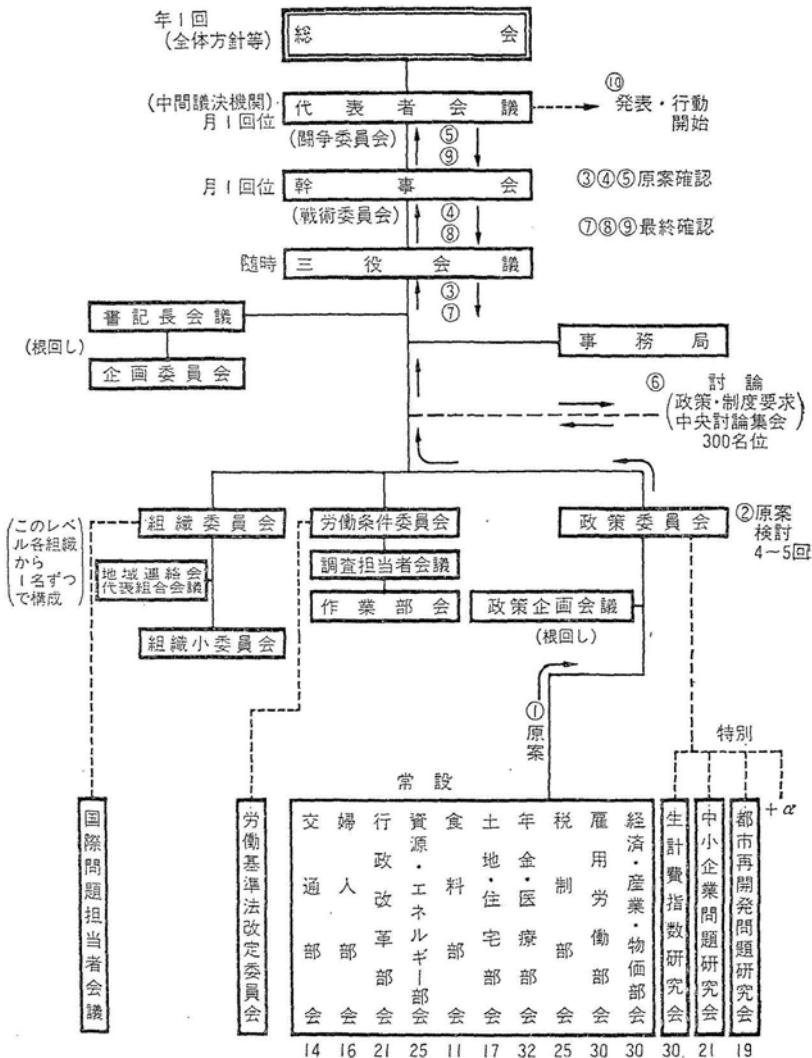 年1回
(全体方針等)
総会
(中間議決機関)
月1回位
代表者会議
⑩
発表・行動
開始
(闘争委員会)
⑤
⑨
月1回位
幹事会
③④⑤原案確認
(戦術委員会)
④
⑧
⑦⑧⑨最終確認
随時
三役会議
③
⑦
書記長会議
(根回し)
企画委員会
事務局
⑥ 討論
(政策・制度要求
中央討論集会)
300名位
(このレベ
ル各組織
から
1名ずつ
で構成)
組織委員会
労働条件委員会
政策委員会
②原案
検討
4~5回
地域連絡会
代表組合会議
調査担当者会議
作業部会
政策企画会議
(根回し)
組織小委員会
①原案
特別
常設
+α
国際問題担当者会議
労働基準法改定委員会
交通部会
婦人部会
行政改革部会
資源・エネルギー部会
食料部会
土地・住宅部会
年金・医療部会
税制部会
雇用労働部会
経済・産業・物価部会
生計費指数研究会
中小企業問題研究会
都市再開発問題研究会
14 16 21 25 11 17 32 25 30 30 30 21 19